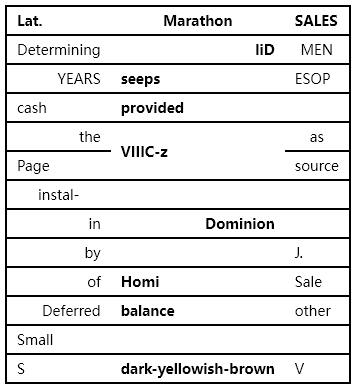 Lat. Marathon SALES
Determining liD MEN
YEARS seeps ESOP
cash provided
the VIIIC-z as
Page source
instal-
in Dominion
by J.
of Homi Sale
Deferred balance other
Small
S dark-yellowish-brown V